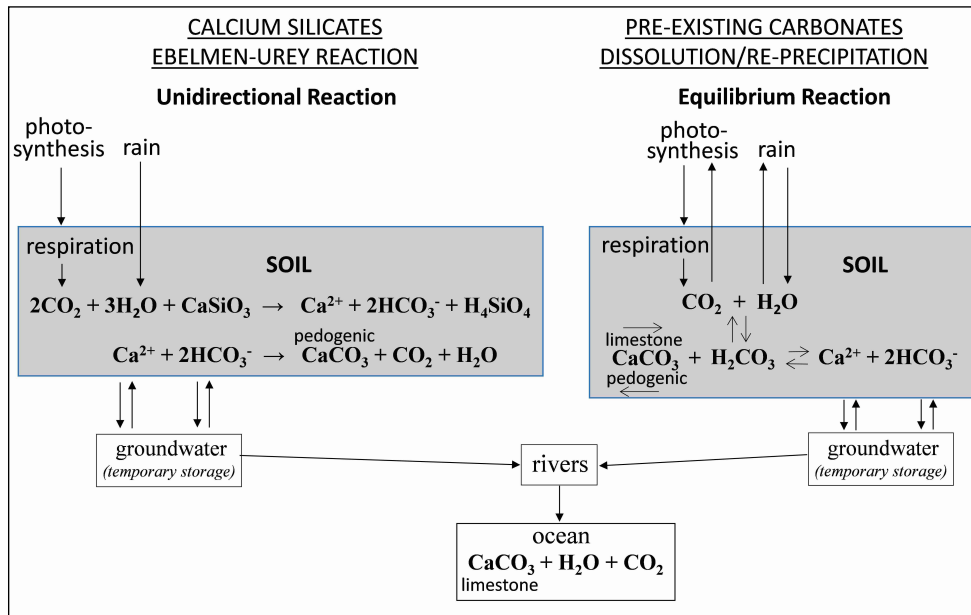 CALCIUM SILICATES
EBELMEN-UREY REACTION
Unidirectional Reaction
photo-
synthesis
rain
respiration
SOIL
2CO₂ + 3H₂O + CaSiO₃ → Ca²⁺ + 2HCO₃⁻ + H₄SiO₄
pedogenic
Ca²⁺ + 2HCO₃⁻ → CaCO₃ + CO₂ + H₂O
groundwater
(temporary storage)
PRE-EXISTING CARBONATES
DISSOLUTION/RE-PRECIPITATION
Equilibrium Reaction
photo-
synthesis
rain
respiration
SOIL
CO₂ + H₂O
limestone
CaCO₃ + H₂CO₃ ⇌ Ca²⁺ + 2HCO₃⁻
pedogenic
groundwater
(temporary storage)
rivers
ocean
CaCO₃ + H₂O + CO₂
limestone